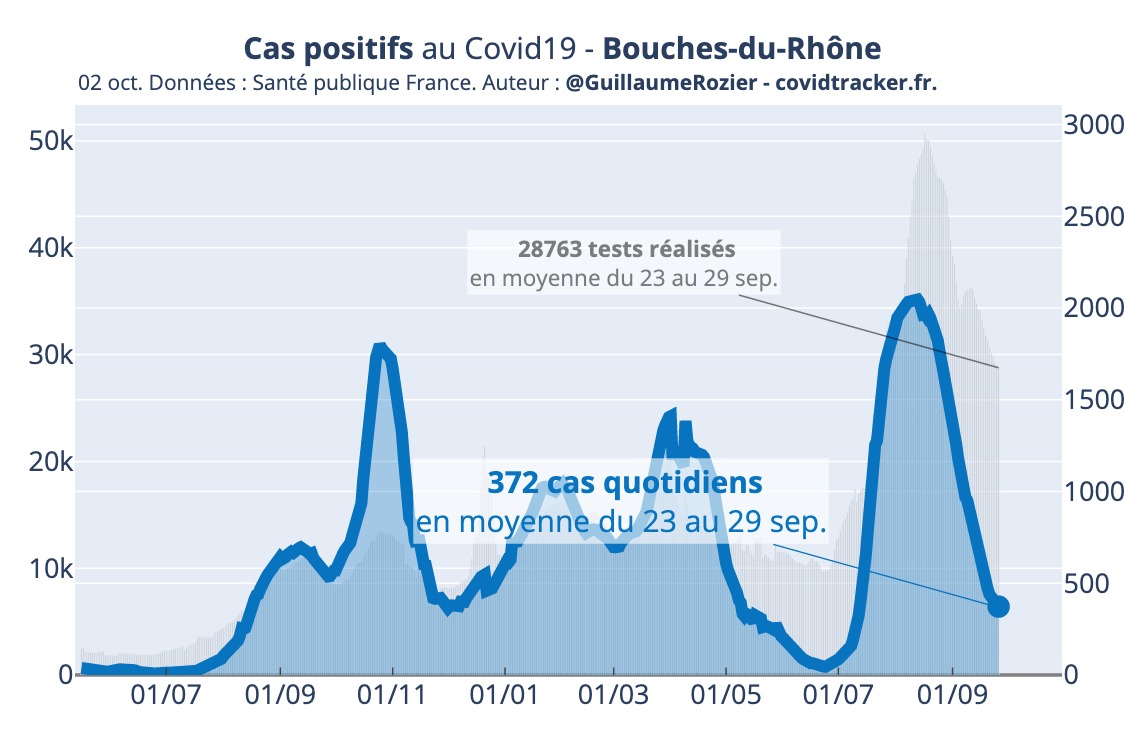 Cas positifs au Covid19 - Bouches-du-Rhône
02 oct. Données : Santé publique France. Auteur : @GuillaumeRozier - covidtracker.fr.
3000
50k
2500
40k
28763 tests réalisés
en moyenne du 23 au 29 sep.
2000
30k
1500
20k
372 cas quotidiens
1000
en moyenne du 23 au 29 sep.
10k
500
0
0
01/07
01/09
01/11
01/01
01/03
01/05
01/07
01/09